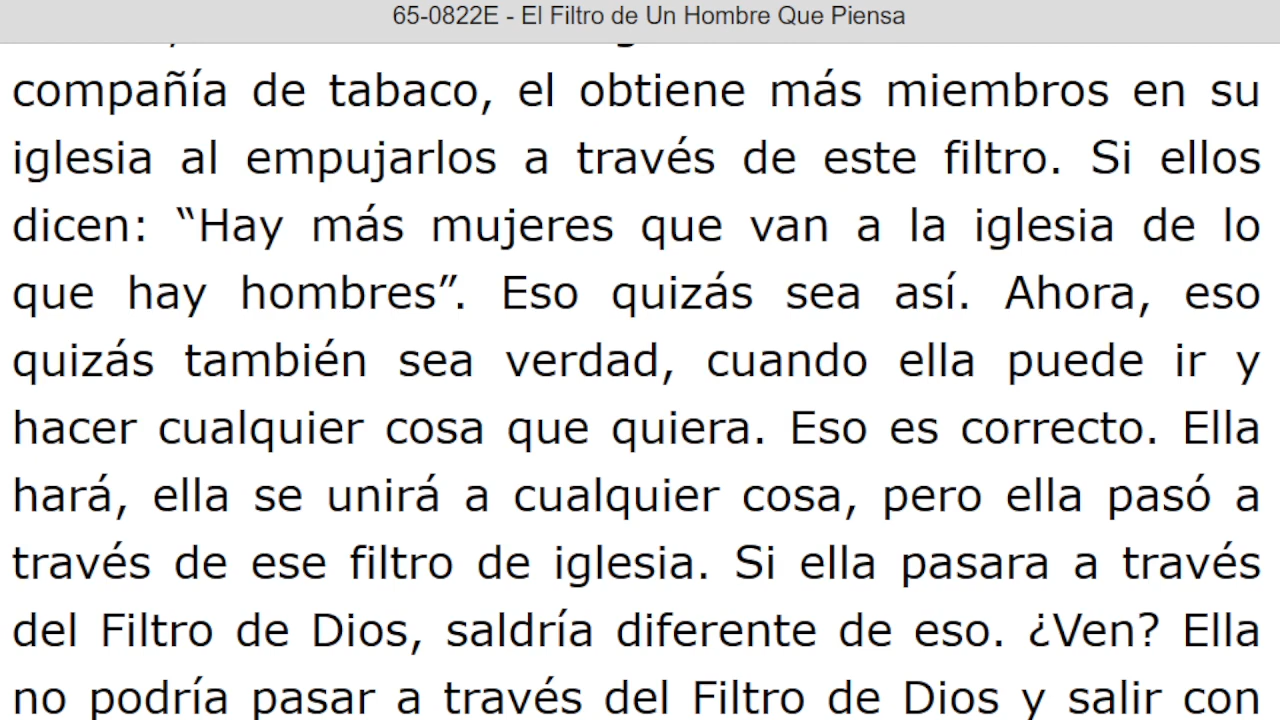 65-0822E - El Filtro de Un Hombre Que Piensa
compañía de tabaco, el obtiene más miembros en su
iglesia al empujarlos a través de este filtro. Si ellos
dicen: “Hay más mujeres que van a la iglesia de lo
que hay hombres”. Eso quizás sea así. Ahora, eso
quizás también sea verdad, cuando ella puede ir y
hacer cualquier cosa que quiera. Eso es correcto. Ella
hará, ella se unirá a cualquier cosa, pero ella pasó a
través de ese filtro de iglesia. Si ella pasara a través
del Filtro de Dios, saldría diferente de eso. ¿Ven? Ella
no podría pasar a través del Filtro de Dios y salir con